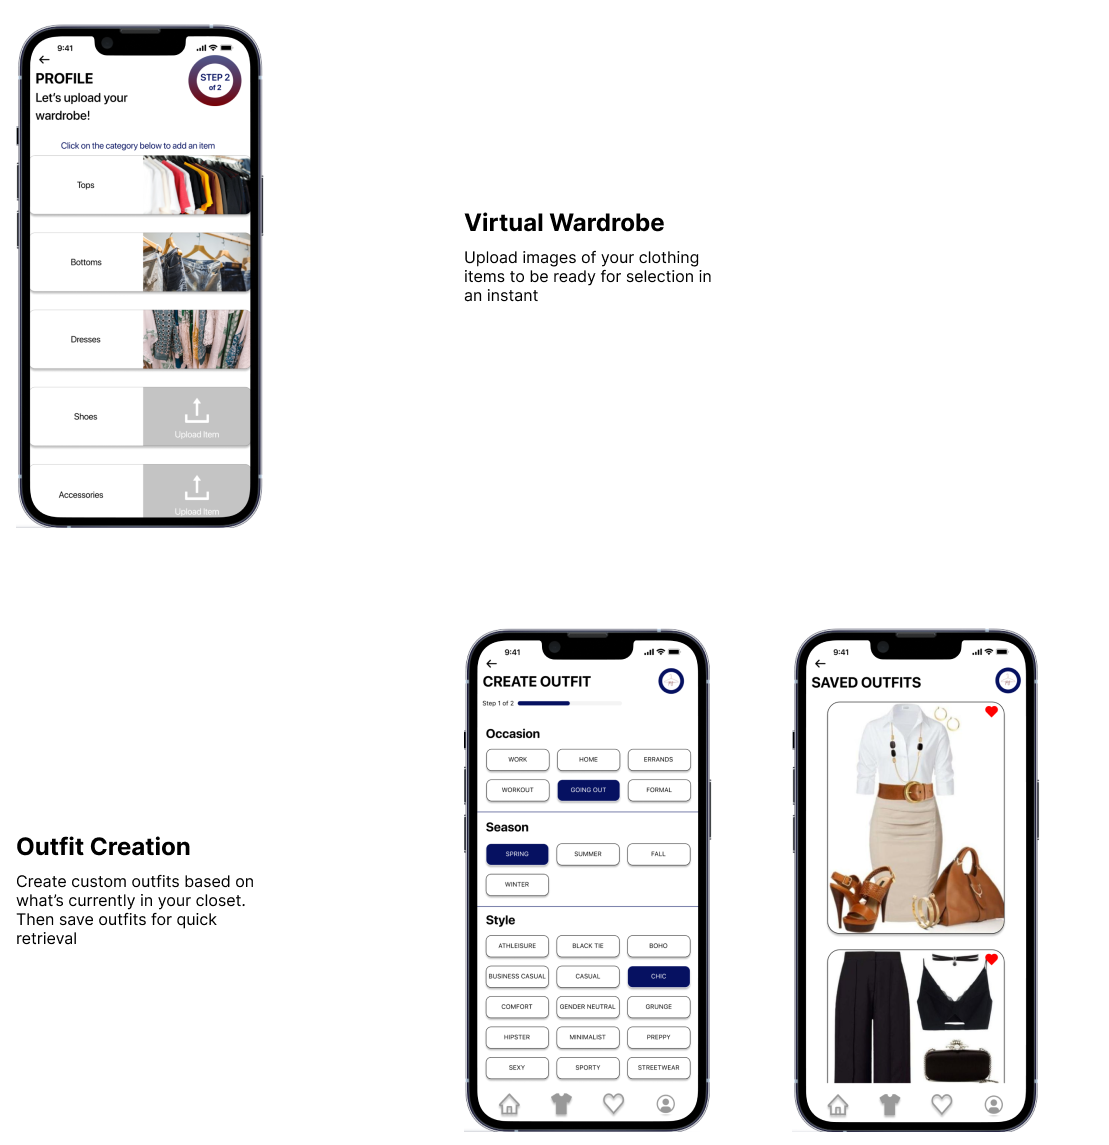 9:41
PROFILE
STEP 2
of 2
Let's upload your
wardrobe!
Click on the category below to add an item
Tops
Bottoms
Dresses
Shoes
Upload Item
Accessories
Upload Item
Virtual Wardrobe
Upload images of your clothing
items to be ready for selection in
an instant
Outfit Creation
Create custom outfits based on
what's currently in your closet.
Then save outfits for quick
retrieval
9:41
CREATE OUTFIT
Step 1 of 2
Occasion
WORK HOME ERRANDS
WORKOUT GOING OUT FORMAL
Season
SPRING SUMMER FALL
WINTER
Style
ATHLEISURE BLACK TIE BOHO
BUSINESS CASUAL CASUAL CHIC
COMFORT GENDER NEUTRAL GRUNGE
HIPSTER MINIMALIST PREPPY
SEXY SPORTY STREETWEAR
9:41
SAVED OUTFITS